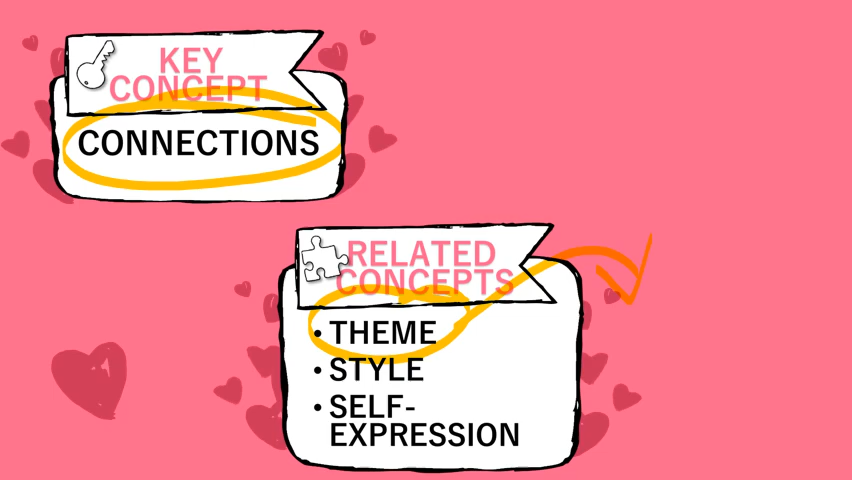 KEY
CONCEPT
CONNECTIONS
RELATED
CONCEPTS
• THEME
• STYLE
• SELF-
EXPRESSION